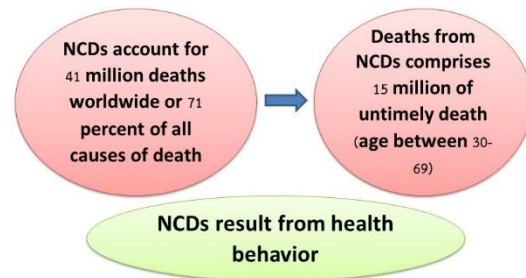 NCDs account for
41 million deaths
worldwide or 71
percent of all
causes of death
Deaths from
NCDs comprises
15 million of
untimely death
(age between 30-
69)
NCDs result from health
behavior